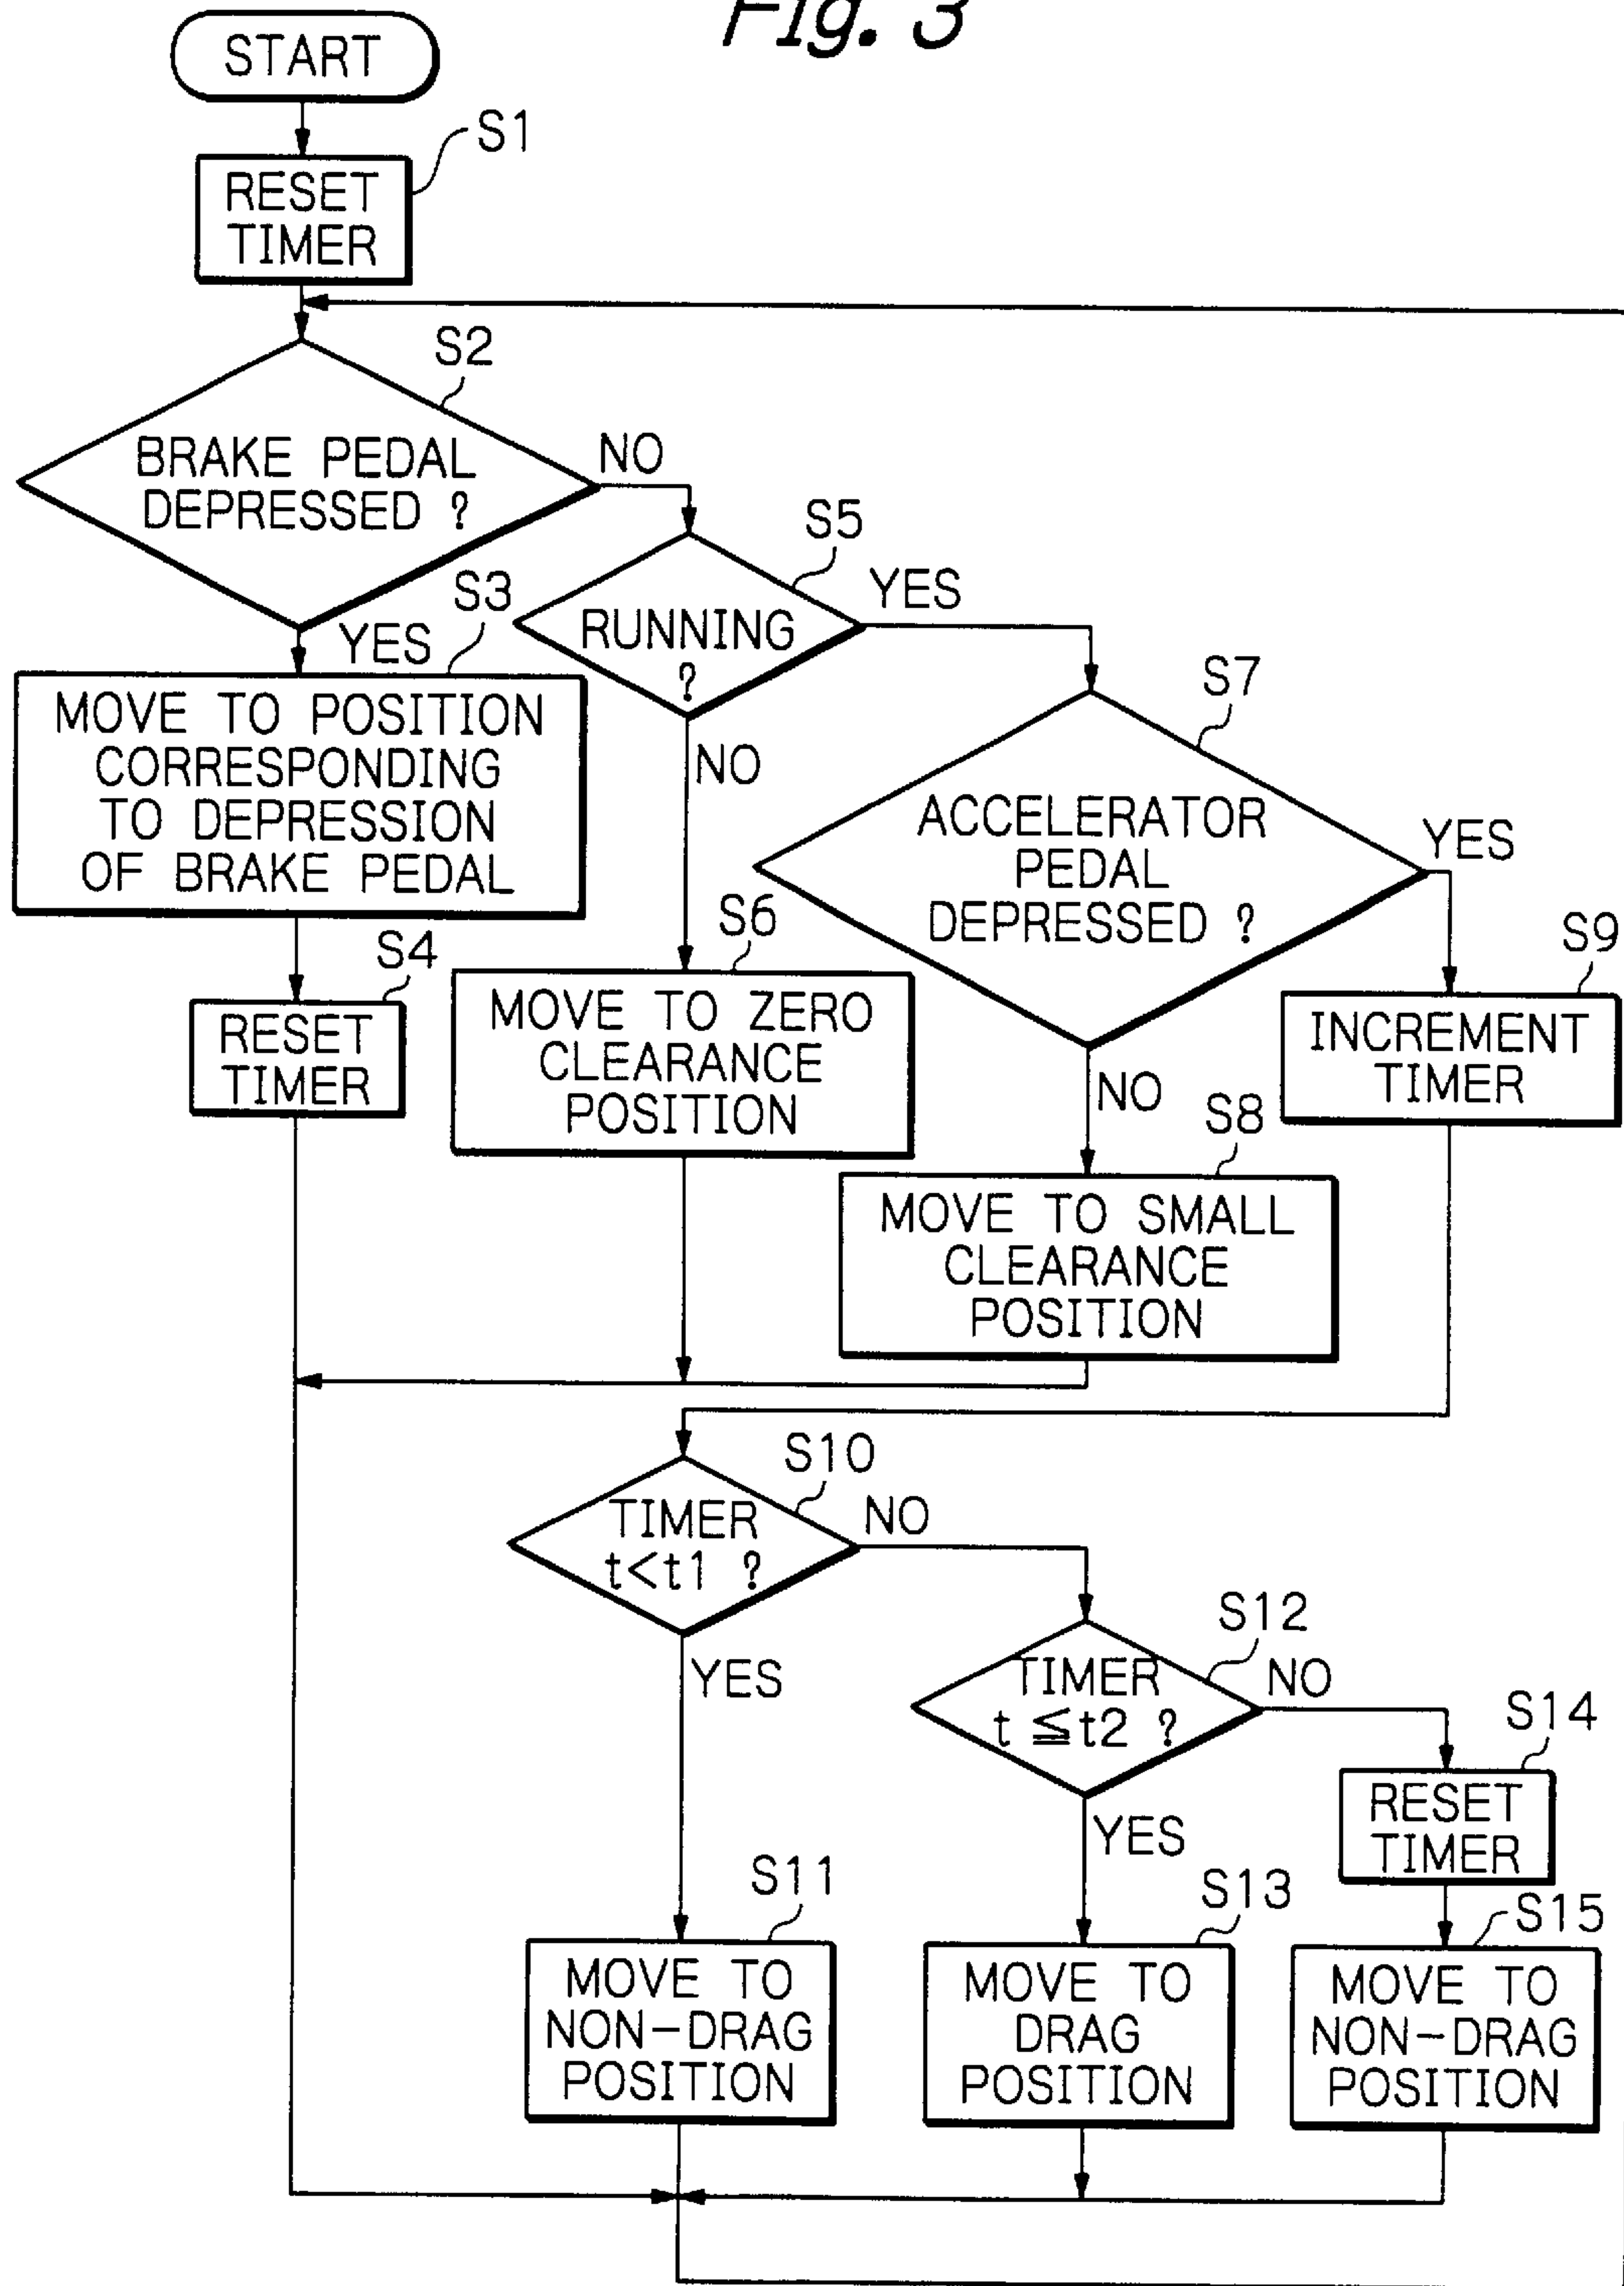 Fig. 3
START
S1
RESET
TIMER
S2
BRAKE PEDAL
DEPRESSED ?
NO
YES
S3
MOVE TO POSITION
CORRESPONDING
TO DEPRESSION
OF BRAKE PEDAL
S4
RESET
TIMER
S5
RUNNING
?
YES
NO
S6
MOVE TO ZERO
CLEARANCE
POSITION
S7
ACCELERATOR
PEDAL
DEPRESSED ?
YES
NO
S8
MOVE TO SMALL
CLEARANCE
POSITION
S9
INCREMENT
TIMER
S10
TIMER
t<t1 ?
NO
YES
S11
MOVE TO
NON-DRAG
POSITION
S12
TIMER
t ≦t2 ?
NO
YES
S13
MOVE TO
DRAG
POSITION
S14
RESET
TIMER
S15
MOVE TO
NON-DRAG
POSITION